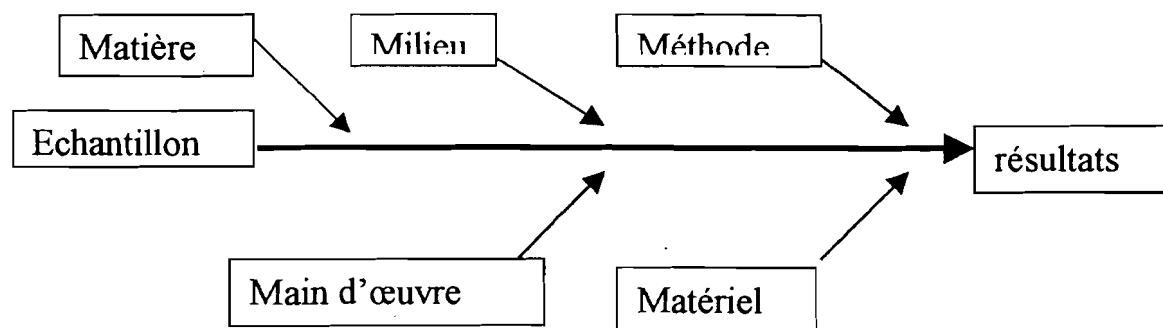 Matière
Milieu
Méthode
Echantillon
résultats
Main d'œuvre
Matériel